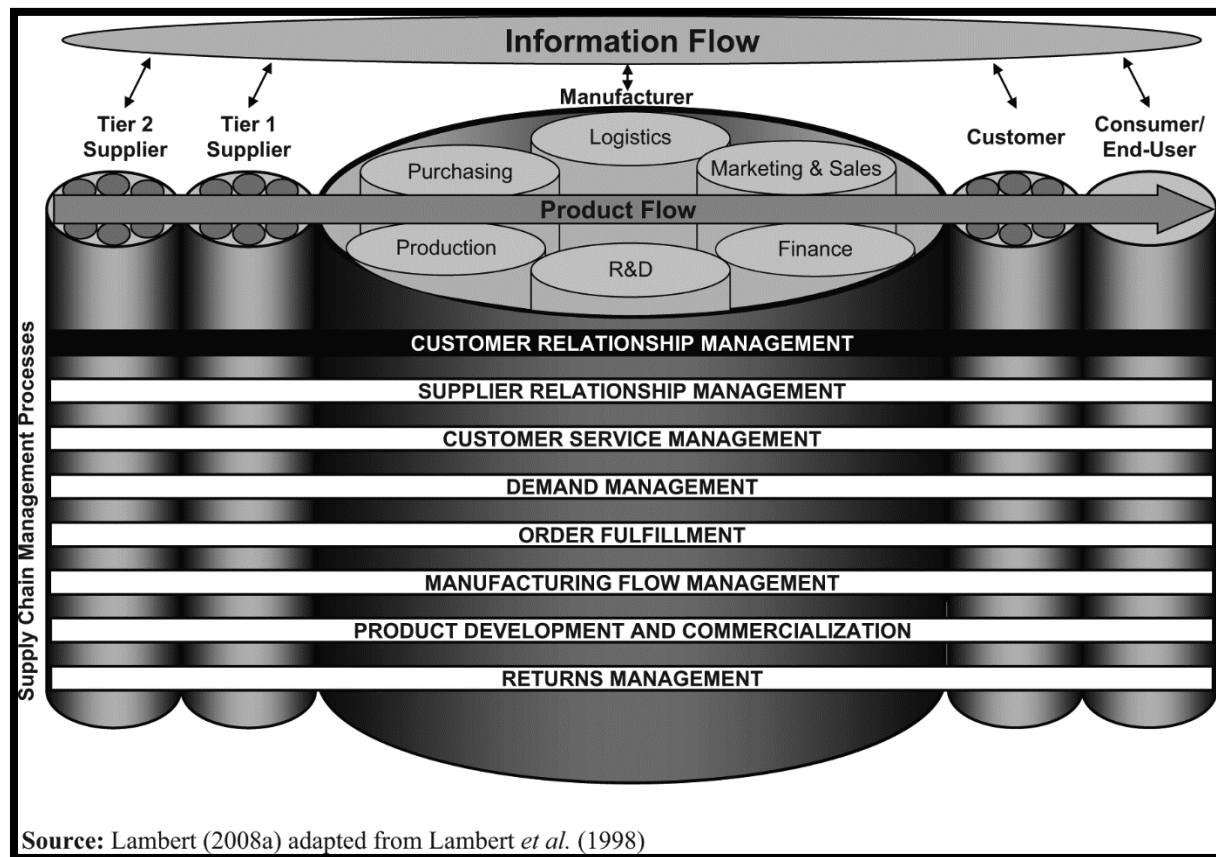 Information Flow
Manufacturer
Tier 2
Supplier
Tier 1
Supplier
Customer
Consumer/
End-User
Logistics
Purchasing
Marketing & Sales
Product Flow
Production
R&D
Finance
Supply Chain Management Processes
CUSTOMER RELATIONSHIP MANAGEMENT
SUPPLIER RELATIONSHIP MANAGEMENT
CUSTOMER SERVICE MANAGEMENT
DEMAND MANAGEMENT
ORDER FULFILLMENT
MANUFACTURING FLOW MANAGEMENT
PRODUCT DEVELOPMENT AND COMMERCIALIZATION
RETURNS MANAGEMENT
Source: Lambert (2008a) adapted from Lambert et al. (1998)